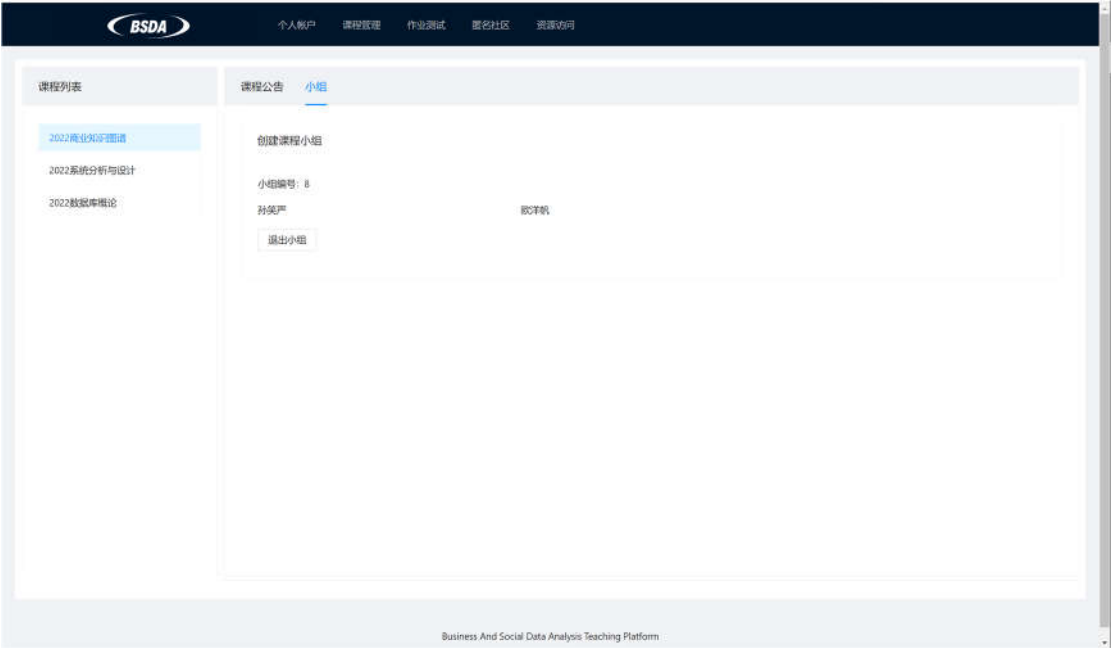 BSDA
个人帐户 课程管理 作业测试 匿名社区 资源访问
课程列表
课程公告 小组
2022商业知识图谱
2022系统分析与设计
2022数据库概论
创建课程小组
小组编号：8
孙笑严 欧洋帆
退出小组
Business And Social Data Analysis Teaching Platform